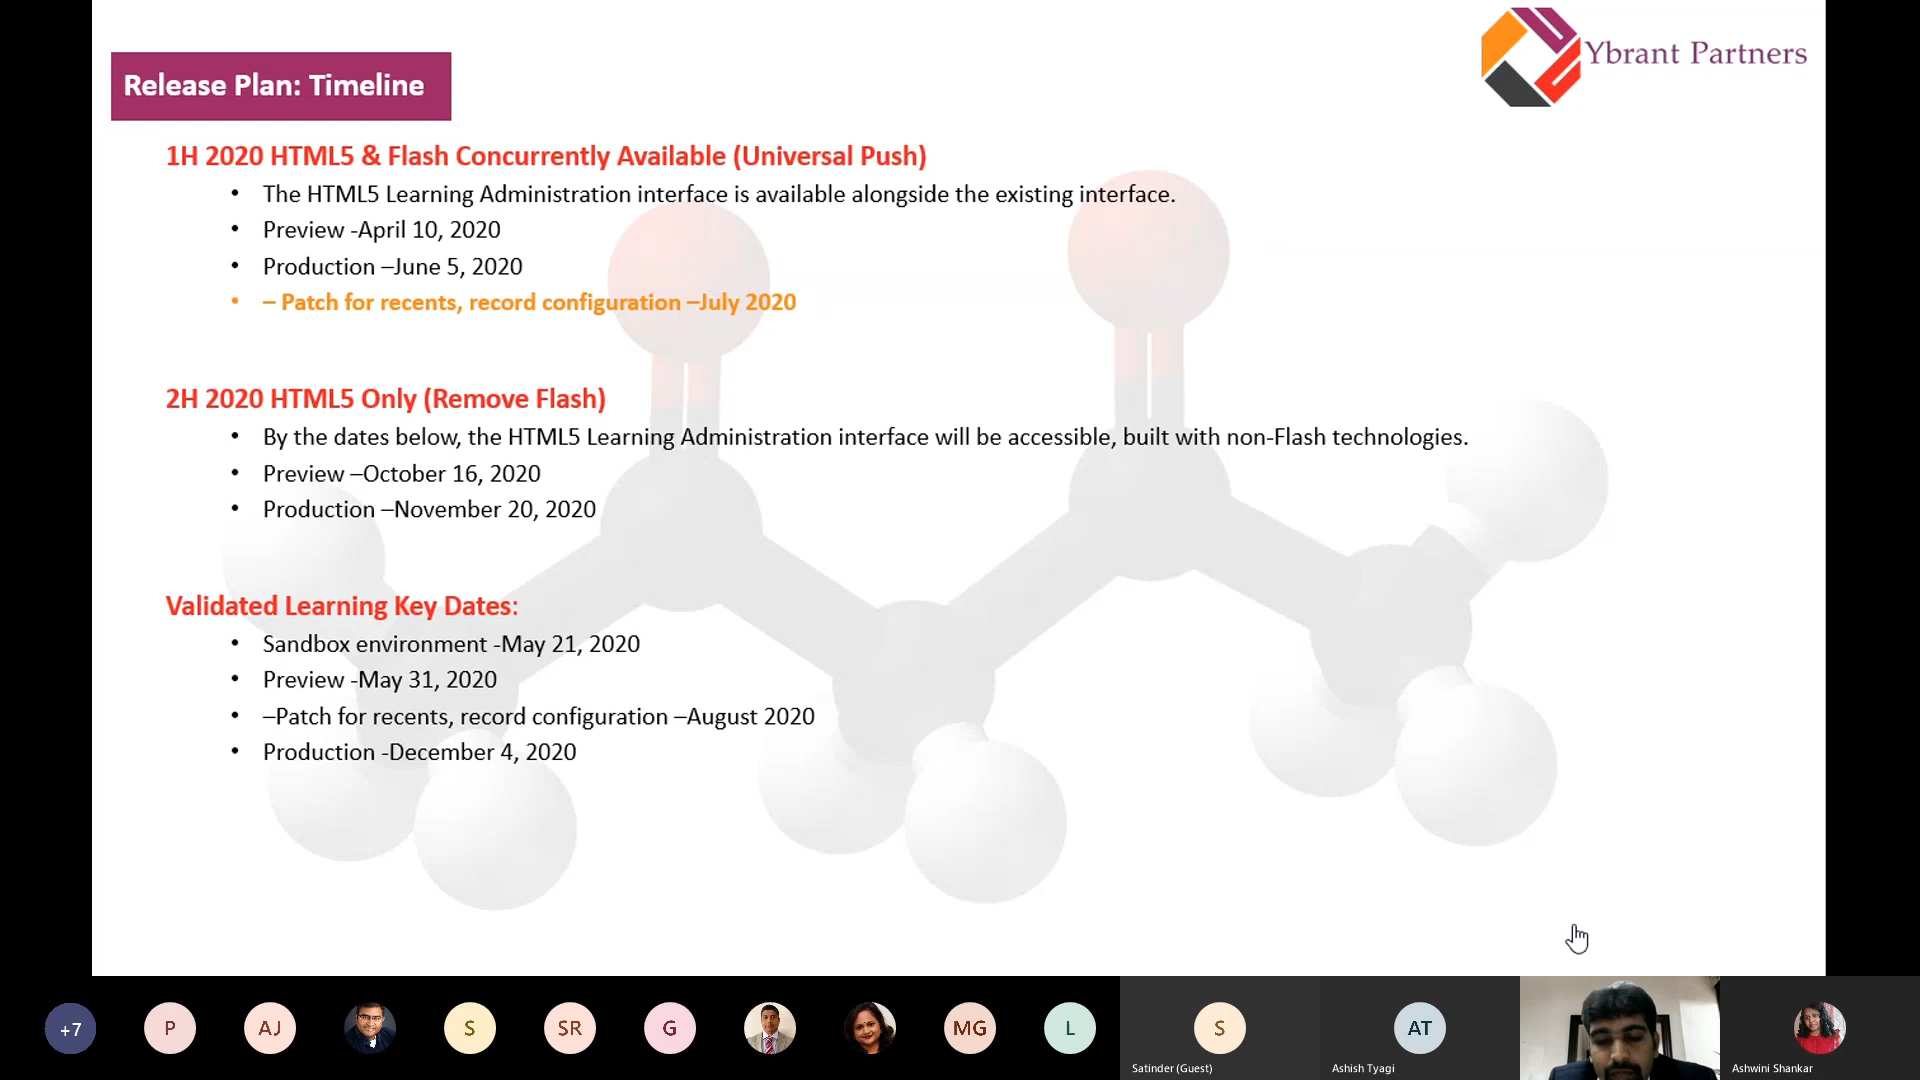 Ybrant Partners
Release Plan: Timeline
1H 2020 HTML5 & Flash Concurrently Available (Universal Push)
• The HTML5 Learning Administration interface is available alongside the existing interface.
• Preview -April 10, 2020
• Production –June 5, 2020
• – Patch for recents, record configuration –July 2020
2H 2020 HTML5 Only (Remove Flash)
• By the dates below, the HTML5 Learning Administration interface will be accessible, built with non-Flash technologies.
• Preview –October 16, 2020
• Production –November 20, 2020
Validated Learning Key Dates:
• Sandbox environment -May 21, 2020
• Preview -May 31, 2020
• –Patch for recents, record configuration –August 2020
• Production -December 4, 2020
+7 P AJ S SR G MG L S AT
Satinder (Guest) Ashish Tyagi Ashwini Shankar